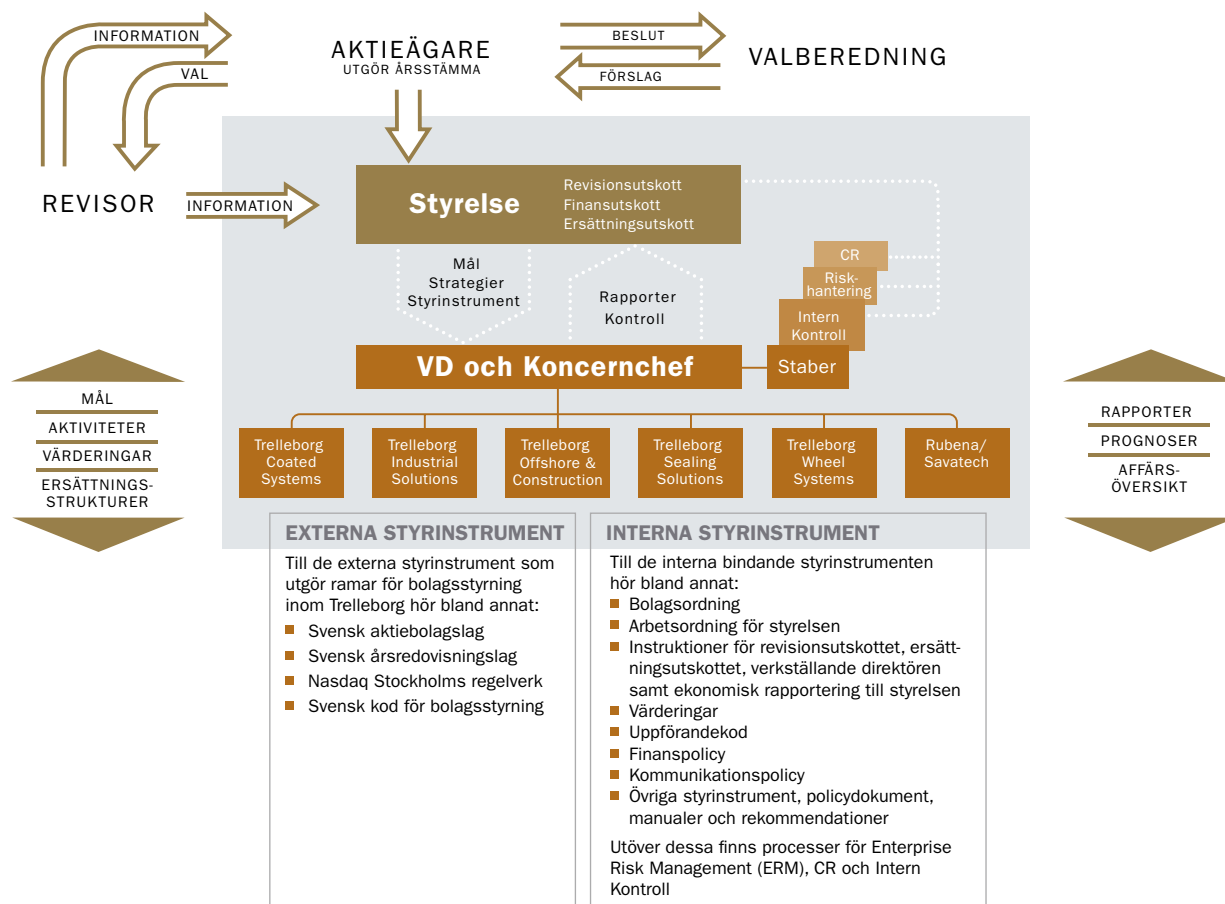 INFORMATION
VAL
AKTIEÄGARE
UTGÖR ÅRSSTÄMMA
BESLUT
FÖRSLAG
VALBEREDNING
REVISOR
INFORMATION
Styrelse
Revisionsutskott
Finansutskott
Ersättningsutskott
Mål
Strategier
Styrinstrument
Rapporter
Kontroll
CR
Risk-
hantering
Intern
Kontroll
VD och Koncernchef
Staber
MÅL
AKTIVITETER
VÄRDERINGAR
ERSÄTTNINGS-
STRUKTURER
RAPPORTER
PROGNOSER
AFFÄRS-
ÖVERSIKT
Trelleborg
Coated
Systems
Trelleborg
Industrial
Solutions
Trelleborg
Offshore &
Construction
Trelleborg
Sealing
Solutions
Trelleborg
Wheel
Systems
Rubena/
Savatech
EXTERNA STYRINSTRUMENT
Till de externa styrinstrument som
utgör ramar för bolagsstyrning
inom Trelleborg hör bland annat:
Svensk aktiebolagslag
Svensk årsredovisningslag
Nasdaq Stockholms regelverk
Svensk kod för bolagsstyrning
INTERNA STYRINSTRUMENT
Till de interna bindande styrinstrumenten
hör bland annat:
Bolagsordning
Arbetsordning för styrelsen
Instruktioner för revisionsutskottet, ersätt-
ningsutskottet, verkställande direktören
samt ekonomisk rapportering till styrelsen
Värderingar
Uppförandekod
Finanspolicy
Kommunikationspolicy
Övriga styrinstrument, policydokument,
manualer och rekommendationer
Utöver dessa finns processer för Enterprise
Risk Management (ERM), CR och Intern
Kontroll